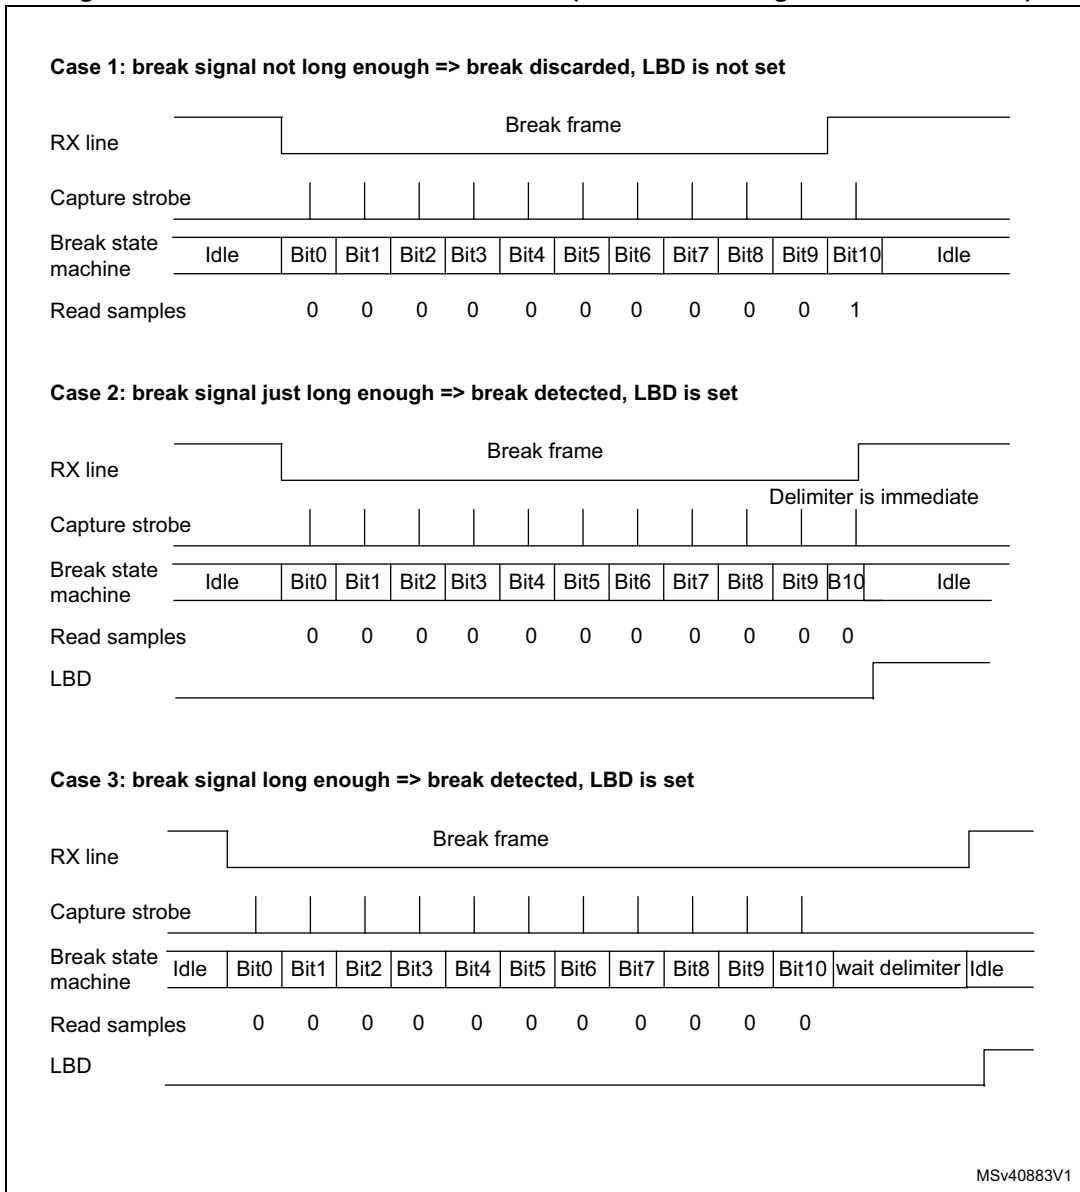 Case 1: break signal not long enough => break discarded, LBD is not set
Break frame
RX line
Capture strobe
Break state machine Idle Bit0 Bit1 Bit2 Bit3 Bit4 Bit5 Bit6 Bit7 Bit8 Bit9 Bit10 Idle
Read samples 0 0 0 0 0 0 0 0 0 0 1
Case 2: break signal just long enough => break detected, LBD is set
Break frame
RX line
Delimiter is immediate
Capture strobe
Break state machine Idle Bit0 Bit1 Bit2 Bit3 Bit4 Bit5 Bit6 Bit7 Bit8 Bit9 B10 Idle
Read samples 0 0 0 0 0 0 0 0 0 0 0
LBD
Case 3: break signal long enough => break detected, LBD is set
Break frame
RX line
Capture strobe
Break state machine Idle Bit0 Bit1 Bit2 Bit3 Bit4 Bit5 Bit6 Bit7 Bit8 Bit9 Bit10 wait delimiter Idle
Read samples 0 0 0 0 0 0 0 0 0 0 0
LBD
MSv40883V1